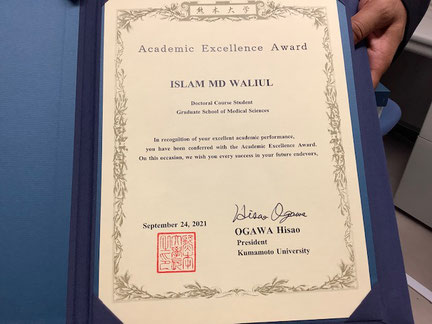 熊本大学
Academic Excellence Award
ISLAM MD WALIUL
Doctoral Course Student
Graduate School of Medical Sciences
In recognition of your excellent academic performance,
you have been conferred with the Academic Excellence Award.
On this occasion, we wish you every success in your future endevors.
September 24, 2021
Hisao Ogawa
OGAWA Hisao
President
Kumamoto University